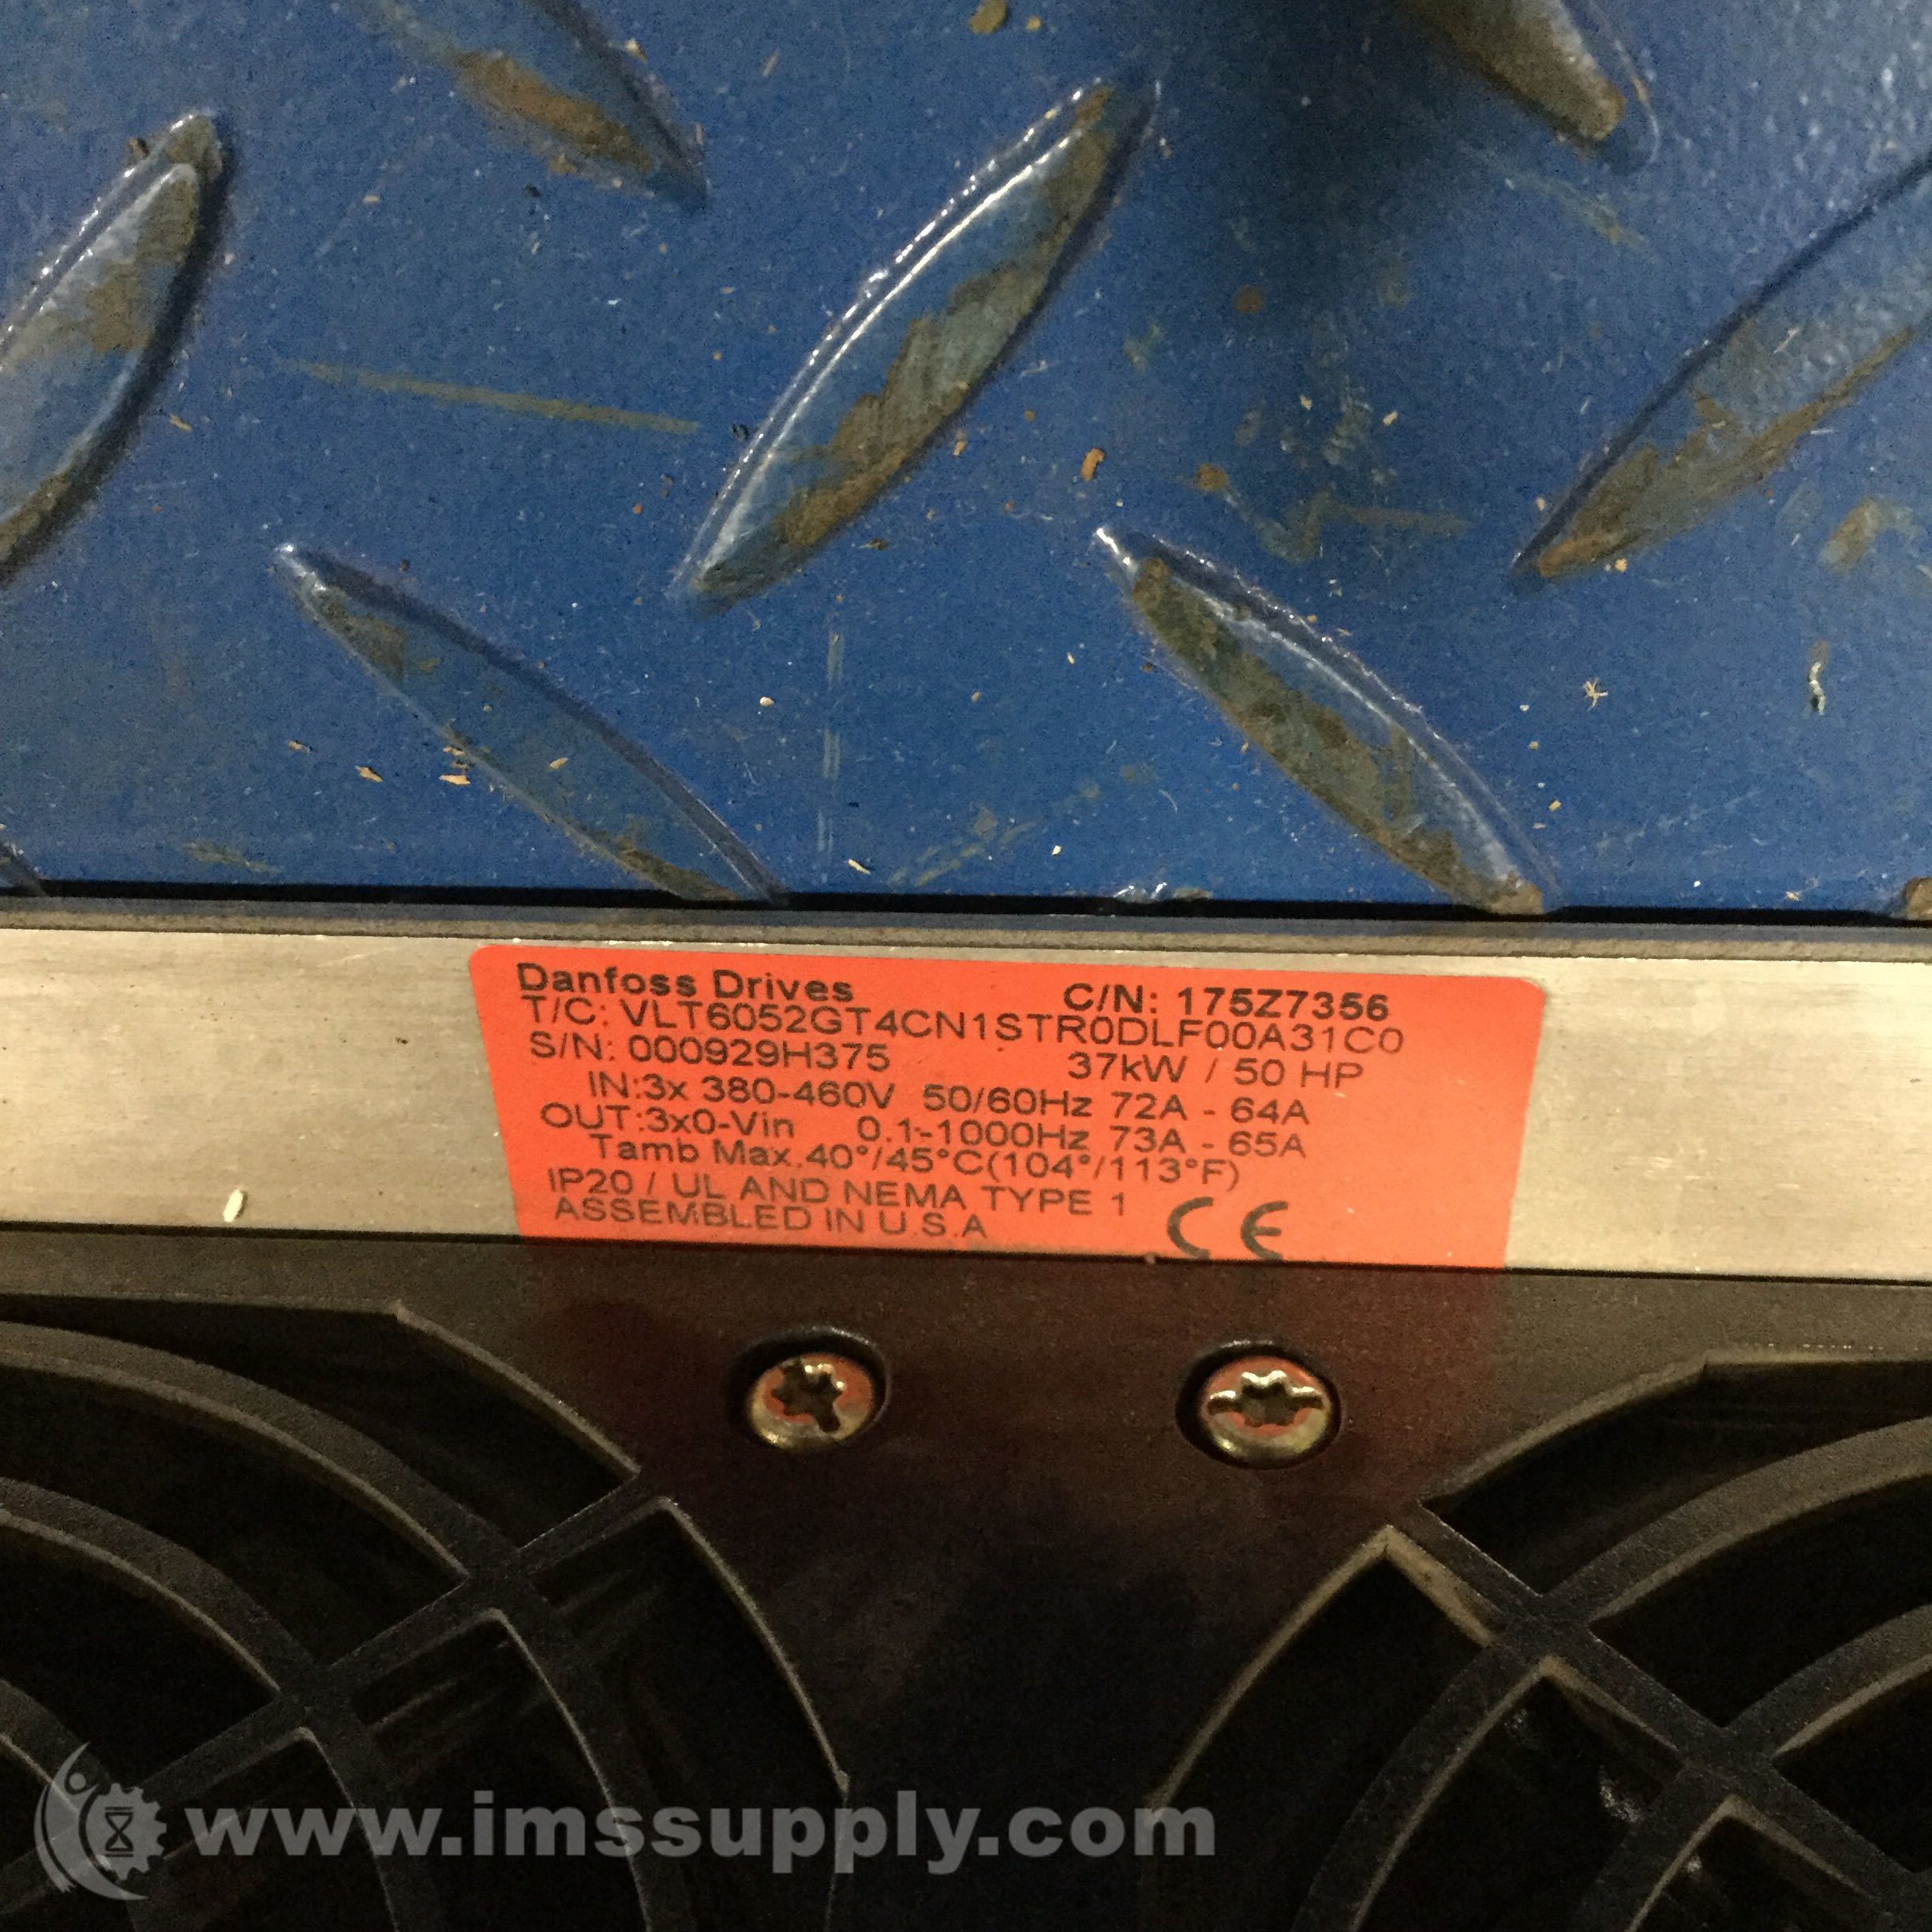 Danfoss Drives C/N: 175Z7356
T/C: VLT6052GT4CN1STR0DLF00A31C0
S/N: 000929H375 37kW / 50 HP
IN:3x 380-460V 50/60Hz 72A - 64A
OUT:3x0-Vin 0.1-1000Hz 73A - 65A
Tamb Max.40°/45°C(104°/113°F)
IP20 / UL AND NEMA TYPE 1
ASSEMBLED IN U.S.A CE
www.imssupply.com